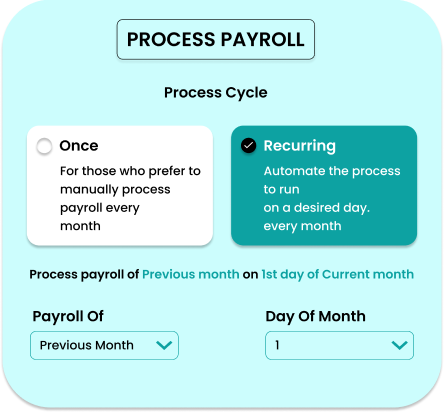 PROCESS PAYROLL
Process Cycle
Once
For those who prefer to
manually process
payroll every
month
Recurring
Automate the process
to run
on a desired day.
every month
Process payroll of Previous month on 1st day of Current month
Payroll Of
Previous Month
Day Of Month
1